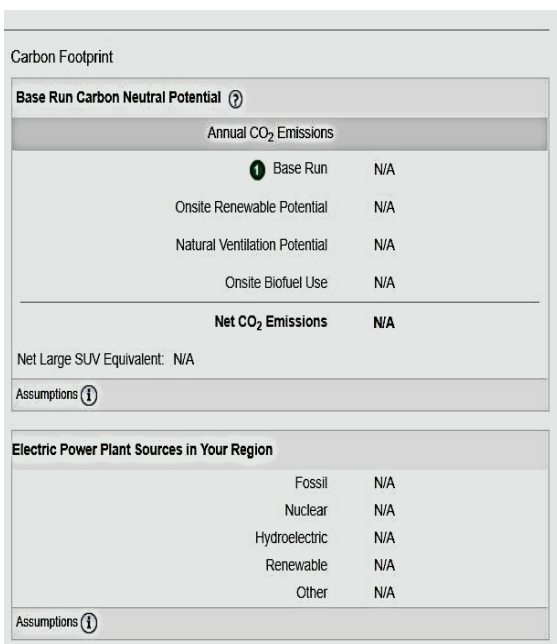 Carbon Footprint
Base Run Carbon Neutral Potential ?
Annual CO2 Emissions
1 Base Run N/A
Onsite Renewable Potential N/A
Natural Ventilation Potential N/A
Onsite Biofuel Use N/A
Net CO2 Emissions N/A
Net Large SUV Equivalent: N/A
Assumptions i
Electric Power Plant Sources in Your Region
Fossil N/A
Nuclear N/A
Hydroelectric N/A
Renewable N/A
Other N/A
Assumptions i